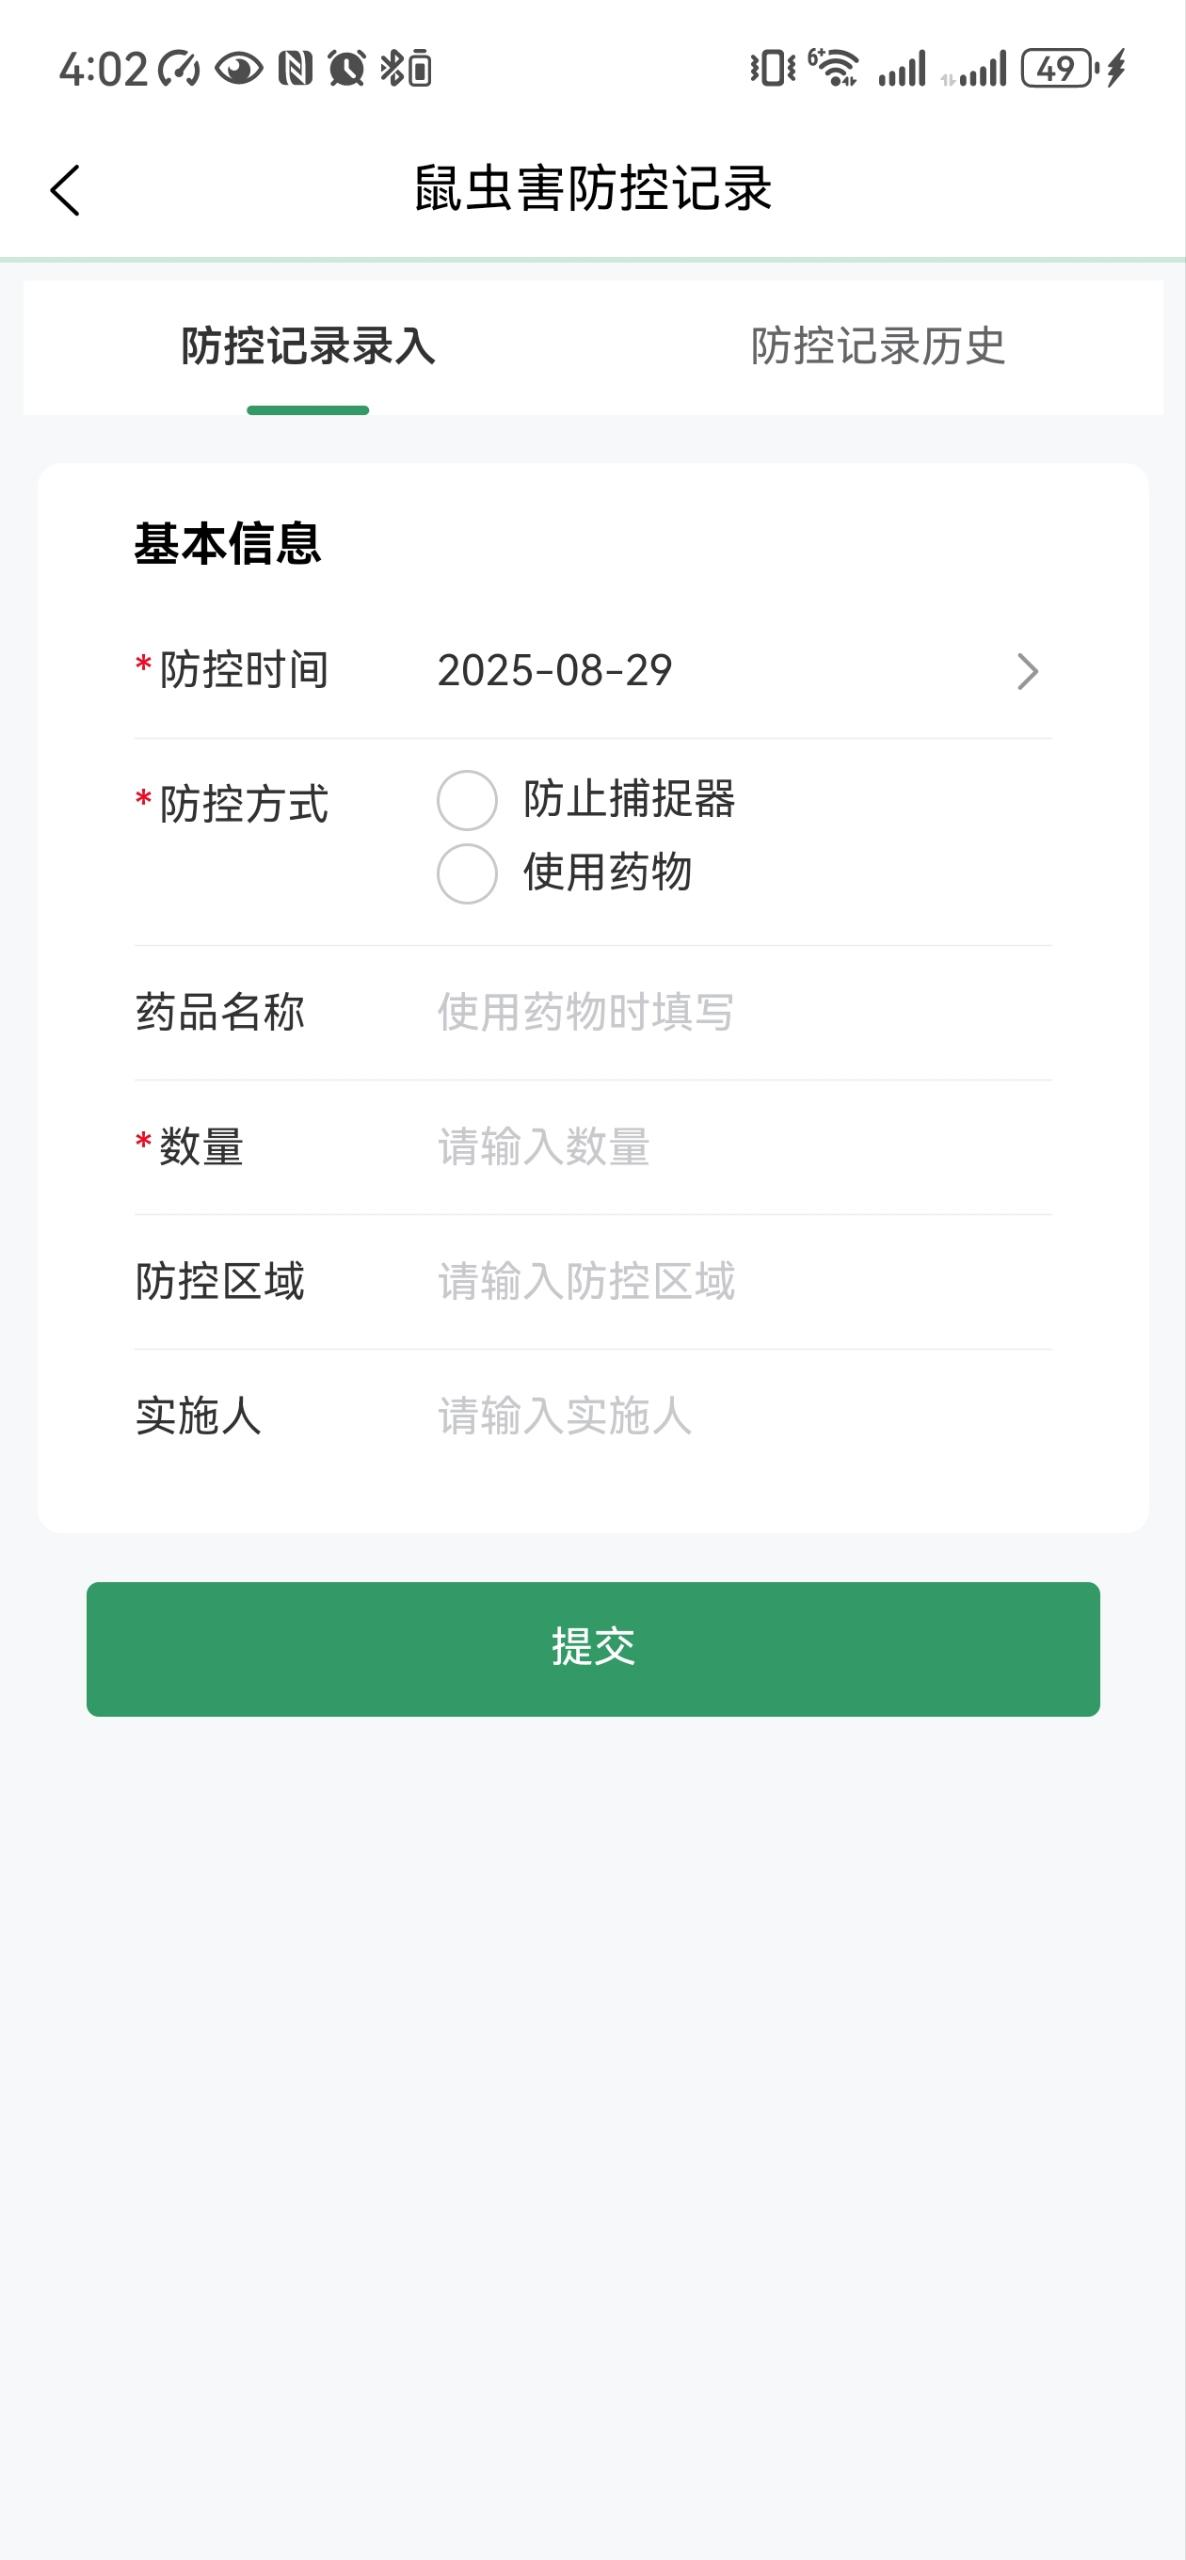 4:02 6+ 49
鼠虫害防控记录
防控记录录入 防控记录历史
基本信息
*防控时间 2025-08-29
*防控方式 防止捕捉器
使用药物
药品名称 使用药物时填写
*数量 请输入数量
防控区域 请输入防控区域
实施人 请输入实施人
提交